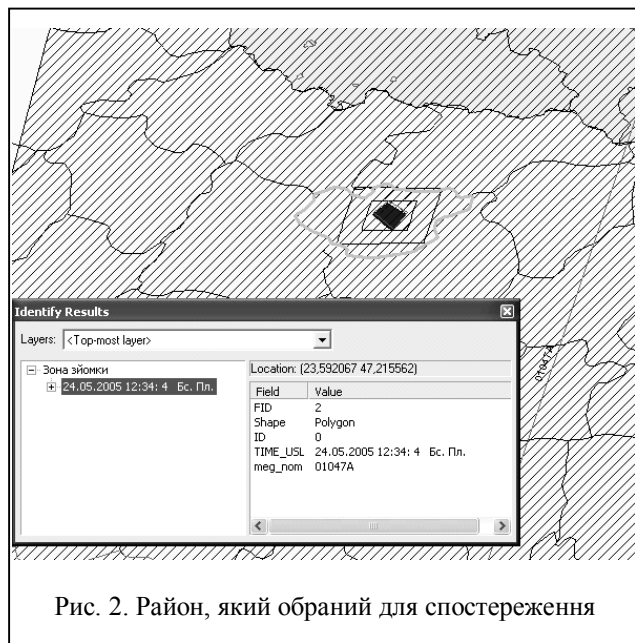 01047A
Identify Results
Layers: <Top-most layer>
Зона зйомки
24.05.2005 12:34: 4 Бс. Пл.
Location: (23,592067 47,215562)
Field Value
FID 2
Shape Polygon
ID 0
TIME_USL 24.05.2005 12:34: 4 Бс. Пл.
meg_nom 01047A
Рис. 2. Район, який обраний для спостереження